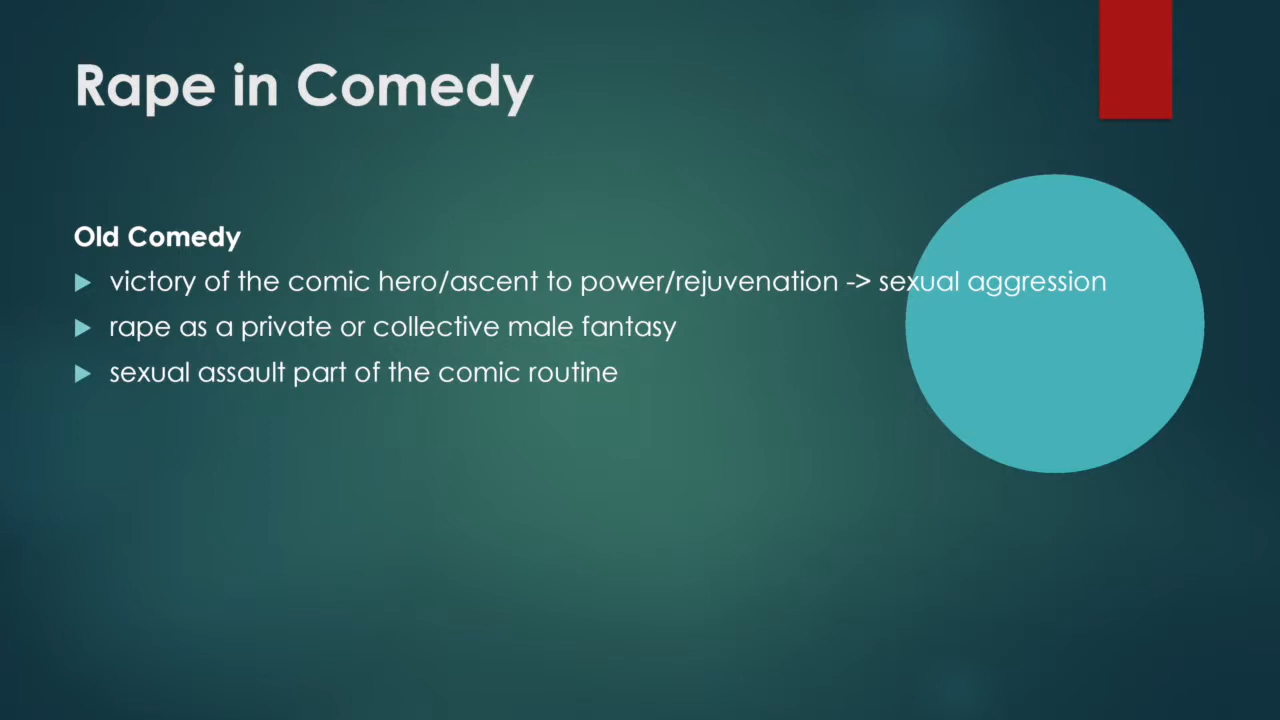 Rape in Comedy
Old Comedy
victory of the comic hero/ascent to power/rejuvenation -> sexual aggression
rape as a private or collective male fantasy
sexual assault part of the comic routine